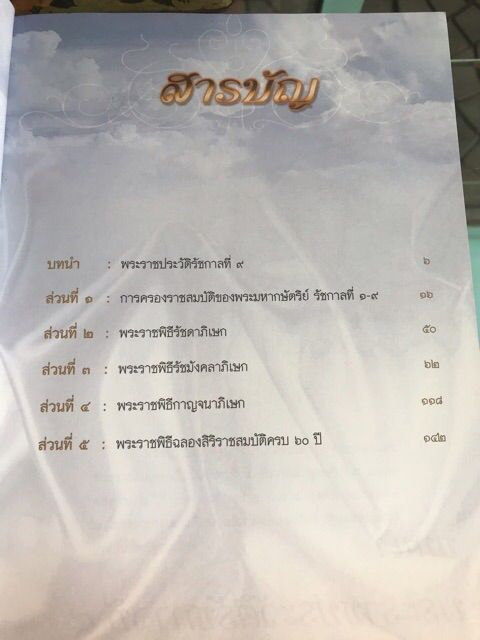 สารบัญ
บทนำ : พระราชประวัติรัชกาลที่ ๙ ๖
ส่วนที่ ๑ : การครองราชสมบัติของพระมหากษัตริย์ รัชกาลที่ ๑-๙ ๑๖
ส่วนที่ ๒ : พระราชพิธีรัชดาภิเษก ๕๐
ส่วนที่ ๓ : พระราชพิธีรัชมังคลาภิเษก ๖๒
ส่วนที่ ๔ : พระราชพิธีกาญจนาภิเษก ๑๑๘
ส่วนที่ ๕ : พระราชพิธีฉลองสิริราชสมบัติครบ ๖๐ ปี ๑๔๒